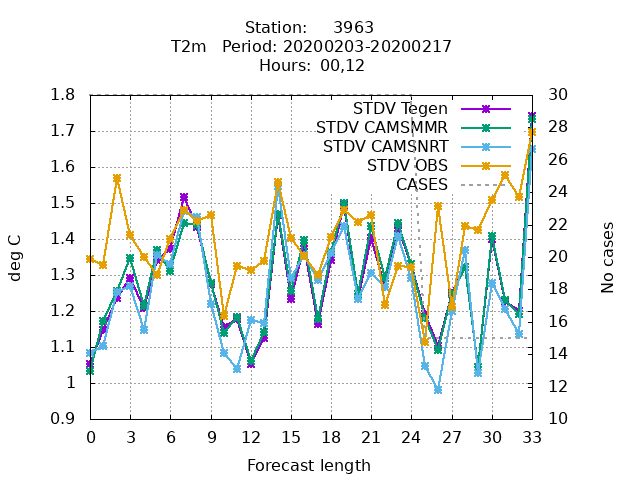 Station: 3963
T2m Period: 20200203-20200217
Hours: 00,12
1.8 30
STDV Tegen
STDV CAMSMMR
STDV CAMSNRT
STDV OBS
CASES
1.7 28
1.6 26
1.5 24
1.4 22
1.3 20
1.2 18
1.1 16
1 14
0.9 12
10
deg C
No cases
0 3 6 9 12 15 18 21 24 27 30 33
Forecast length